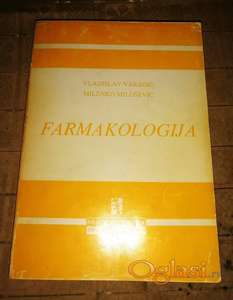 VLADISLAV VARAGIĆ
MILENKO MILOŠEVIĆ
FARMAKOLOGIJA
Oglasi